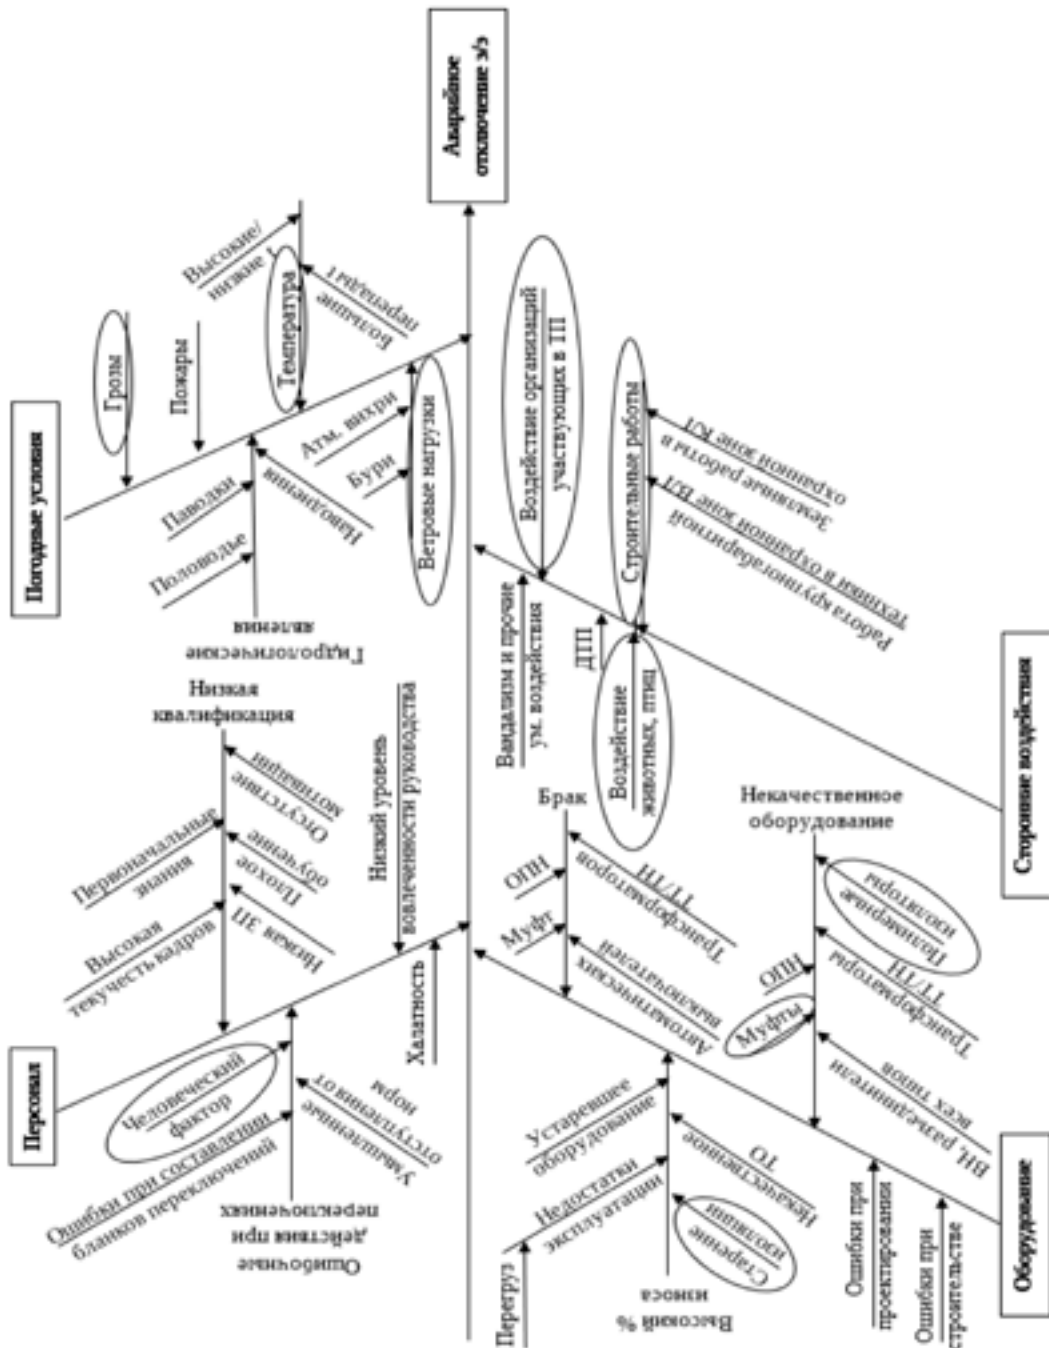 Персонал
Погодные условия
Ошибки при составлении
бланков переключений
Человеческий
фактор
Умышленные
отступления от
норм
Ошибочные
действия при
переключениях
Высокая
текучесть кадров
Первоначальные
знания
Низкая ЗП
Плохое
обучение
Отсутствие
мотивации
Низкая
квалификация
Халатность
Низкий уровень
вовлеченности руководства
Гидрологические
явления
Половодье
Паводки
Наводнения
Грозы
Пожары
Бури
Атм. вихри
Ветровые нагрузки
Температура
Высокие/
низкие t
Большие
перепады t
Аварийное
отключение э/э
Перегруз
Недостатки
эксплуатации
Устаревшее
оборудование
Старение
изоляции
Некачественное
ТО
Высокий %
износа
Муфт
ОПН
Брак
Автоматических
выключателей
Трансформаторов
ТТ/ТН
Муфты
ОПН
Некачественное
оборудование
ВН, разъединители
всех типов
Трансформаторы
ТТ/ТН
Полимерные
изоляторы
Ошибки при
проектировании
Ошибки при
строительстве
Вандализм и прочие
ум. воздействия
ДТП
Воздействие
животных, птиц
Воздействие организаций
участвующих в ТП
Строительные работы
Работа крупногабаритной
техники в охранной зоне ВЛ
Земляные работы в
охранной зоне КЛ
Оборудование
Сторонние воздействия